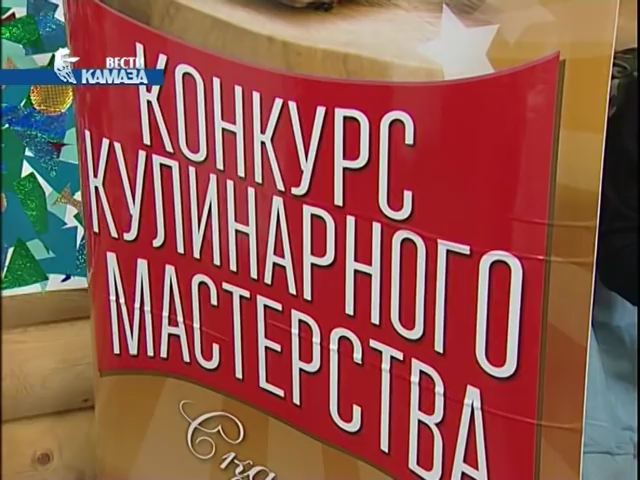 ВЕСТИ
КАМАЗА
КОНКУРС
КУЛИНАРНОГО
МАСТЕРСТВА